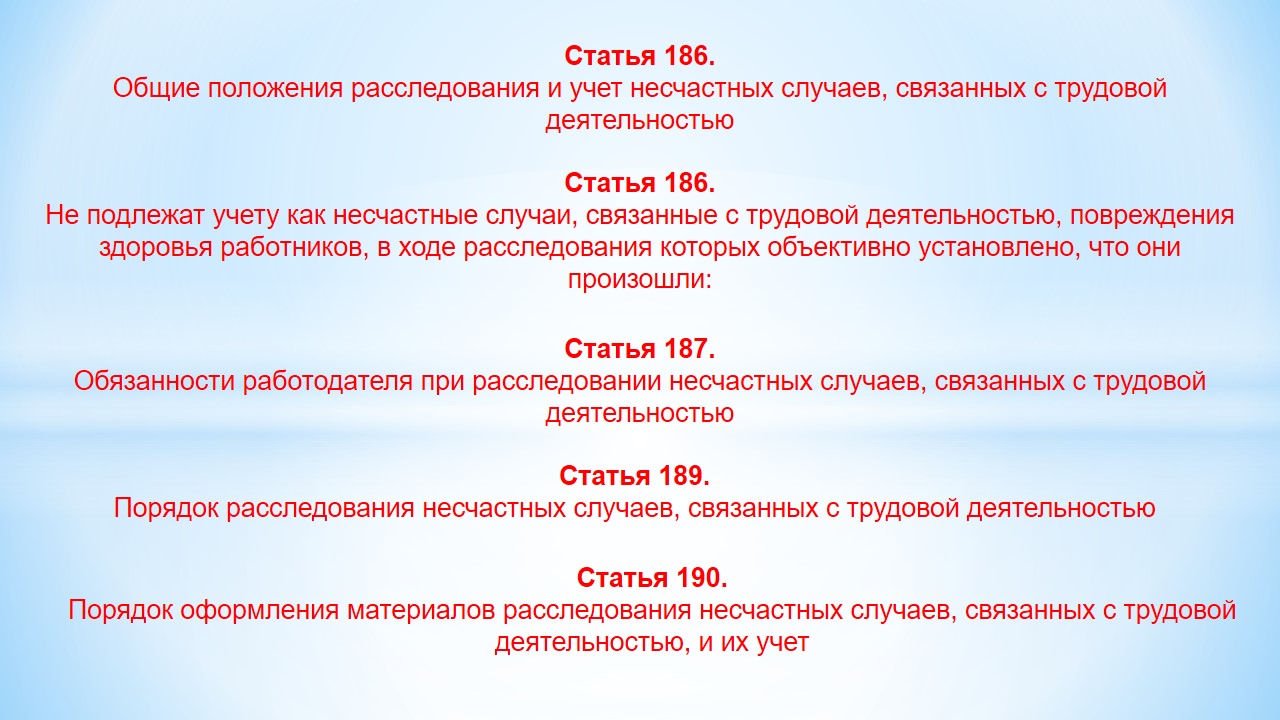 Статья 186.
Общие положения расследования и учет несчастных случаев, связанных с трудовой
деятельностью
Статья 186.
Не подлежат учету как несчастные случаи, связанные с трудовой деятельностью, повреждения
здоровья работников, в ходе расследования которых объективно установлено, что они
произошли:
Статья 187.
Обязанности работодателя при расследовании несчастных случаев, связанных с трудовой
деятельностью
Статья 189.
Порядок расследования несчастных случаев, связанных с трудовой деятельностью
Статья 190.
Порядок оформления материалов расследования несчастных случаев, связанных с трудовой
деятельностью, и их учет